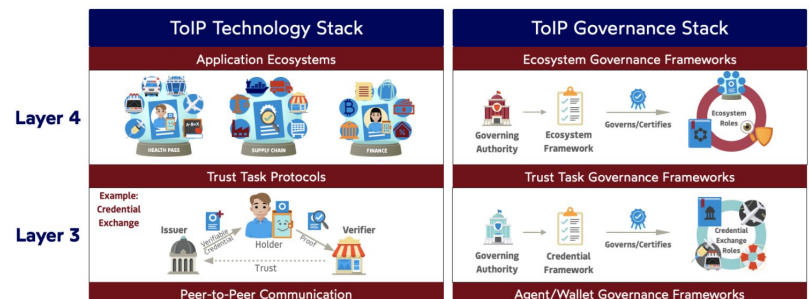 ToIP Technology Stack
ToIP Governance Stack
Application Ecosystems
Ecosystem Governance Frameworks
Layer 4
HEALTH PASS
SUPPLY CHAIN
FINANCE
Governing
Authority
Ecosystem
Framework
Governs/Certifies
Ecosystem
Roles
Trust Task Protocols
Trust Task Governance Frameworks
Layer 3
Example:
Credential
Exchange
Issuer
Verifiable
Credential
Holder
Proof
Verifier
Trust
Governing
Authority
Credential
Framework
Governs/Certifies
Credential
Exchange
Roles
Peer-to-Peer Communication
Agent/Wallet Governance Frameworks